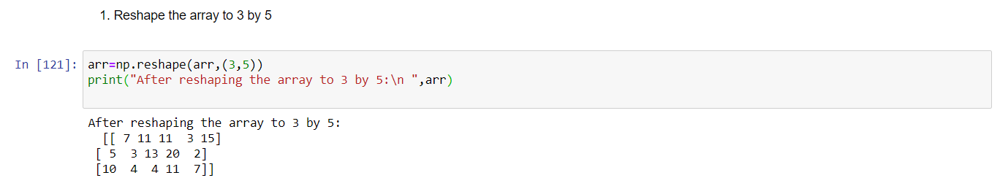 1. Reshape the array to 3 by 5
In [121]: arr=np.reshape(arr,(3,5))
print("After reshaping the array to 3 by 5:\n ",arr)
After reshaping the array to 3 by 5:
  [[ 7 11 11  3 15]
 [ 5  3 13 20  2]
 [10  4  4 11  7]]